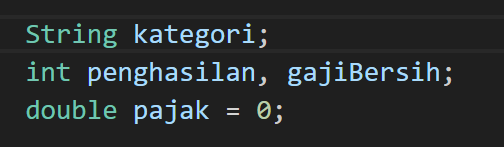 String kategori;
int penghasilan, gajiBersih;
double pajak = 0;